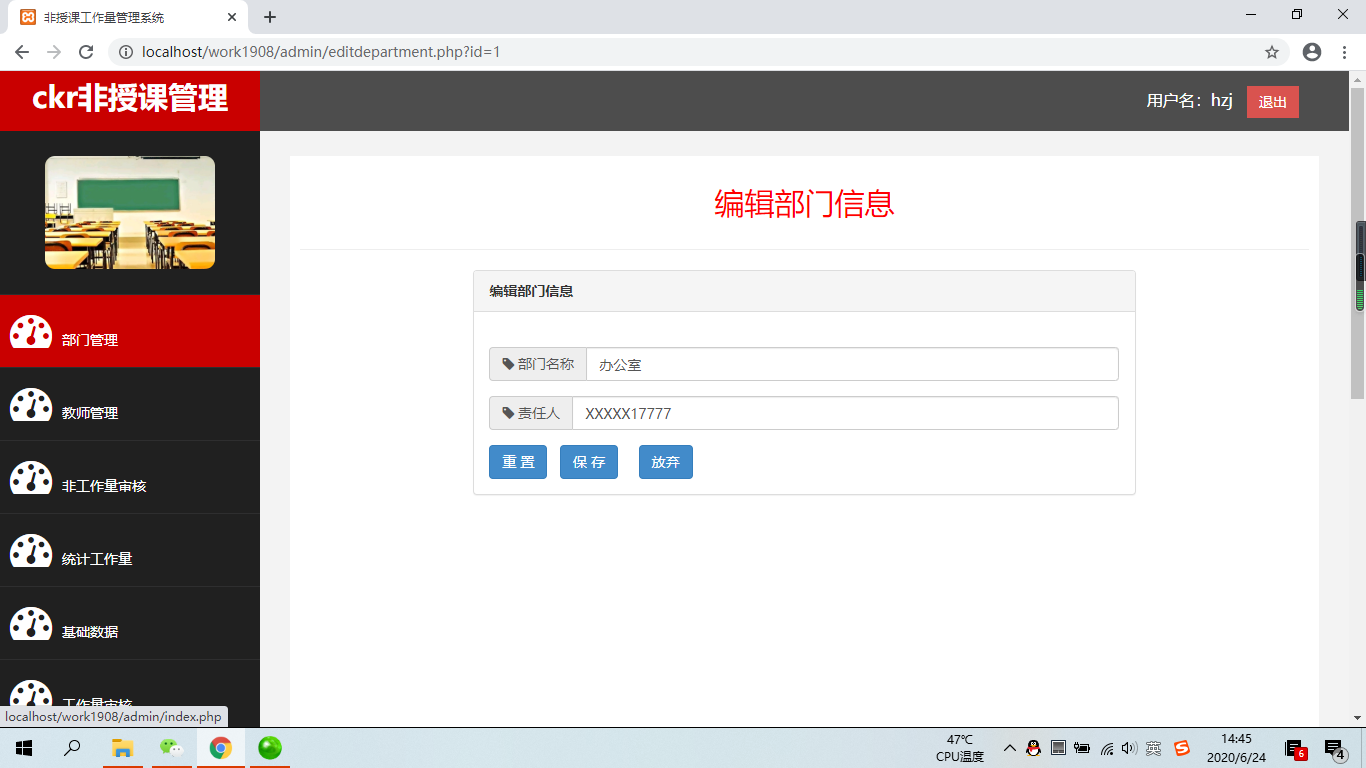 非授课工作量管理系统
localhost/work1908/admin/editdepartment.php?id=1
ckr非授课管理
用户名：hzj 退出
编辑部门信息
编辑部门信息
部门名称 办公室
责任人 XXXXX17777
重 置 保 存 放弃
部门管理
教师管理
非工作量审核
统计工作量
基础数据
工作量审核
localhost/work1908/admin/index.php
47℃
CPU温度
英
S
14:45
2020/6/24
6
4